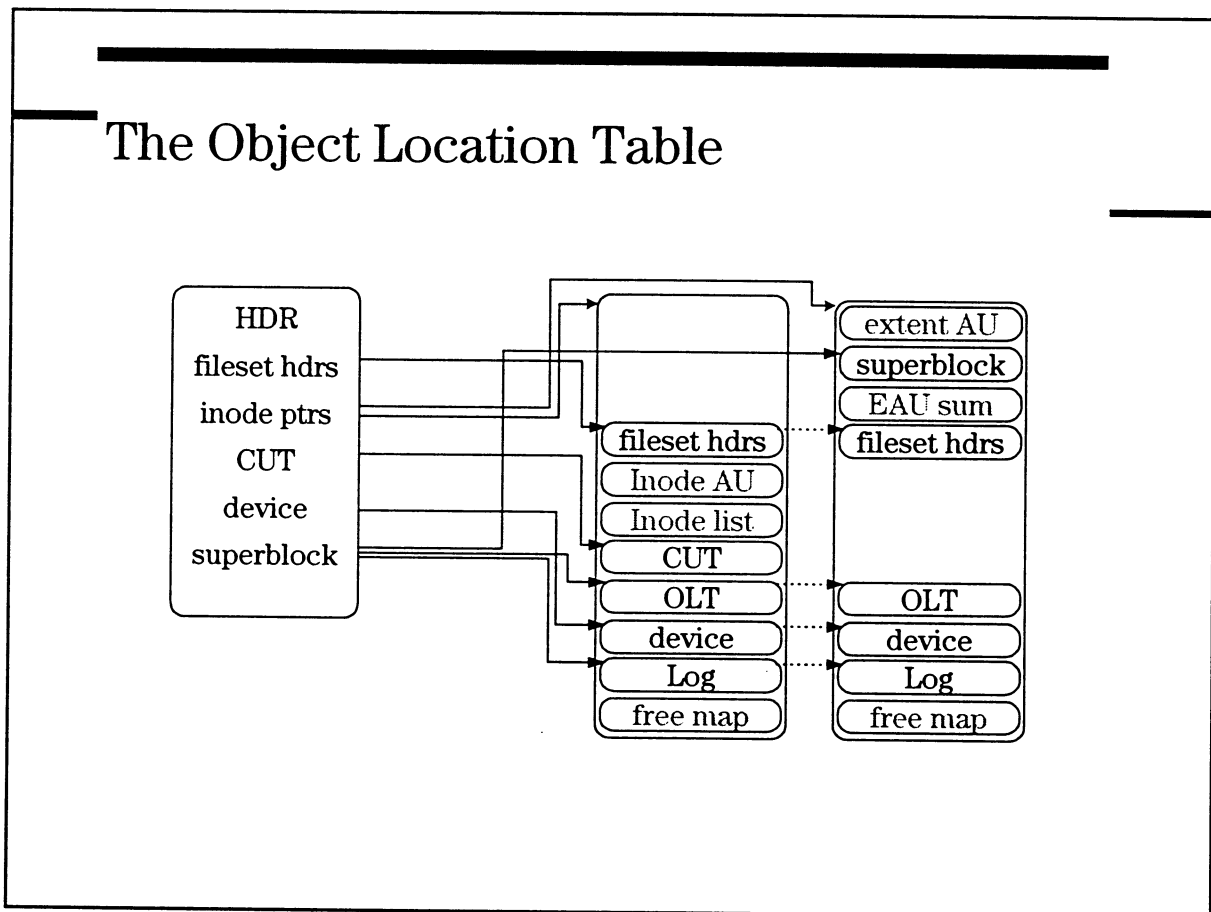 The Object Location Table
HDR
fileset hdrs
inode ptrs
CUT
device
superblock
fileset hdrs
Inode AU
Inode list
CUT
OLT
device
Log
free map
extent AU
superblock
EAU sum
fileset hdrs
OLT
device
Log
free map